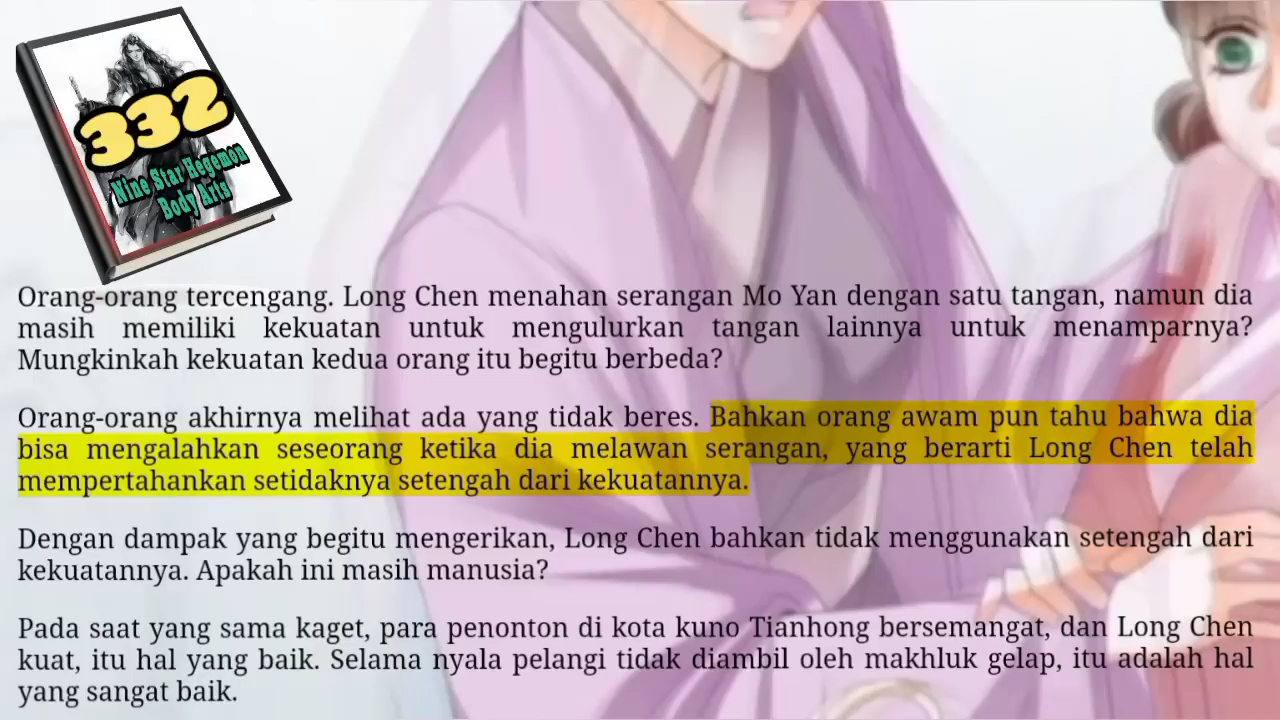 332
Nine Star Hegemon
Body Arts
Orang-orang tercengang. Long Chen menahan serangan Mo Yan dengan satu tangan, namun dia
masih memiliki kekuatan untuk mengulurkan tangan lainnya untuk menamparnya?
Mungkinkah kekuatan kedua orang itu begitu berbeda?
Orang-orang akhirnya melihat ada yang tidak beres. Bahkan orang awam pun tahu bahwa dia
bisa mengalahkan seseorang ketika dia melawan serangan, yang berarti Long Chen telah
mempertahankan setidaknya setengah dari kekuatannya.
Dengan dampak yang begitu mengerikan, Long Chen bahkan tidak menggunakan setengah dari
kekuatannya. Apakah ini masih manusia?
Pada saat yang sama kaget, para penonton di kota kuno Tianhong bersemangat, dan Long Chen
kuat, itu hal yang baik. Selama nyala pelangi tidak diambil oleh makhluk gelap, itu adalah hal
yang sangat baik.